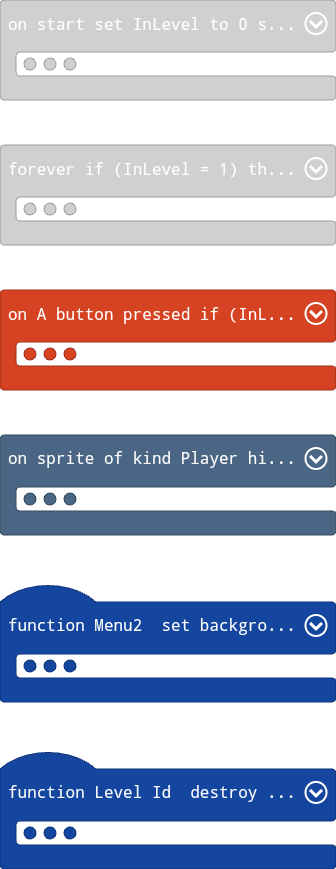 on start set InLevel to 0 s...
forever if (InLevel = 1) th...
on A button pressed if (InL...
on sprite of kind Player hi...
function Menu2 set backgro...
function Level Id destroy ...